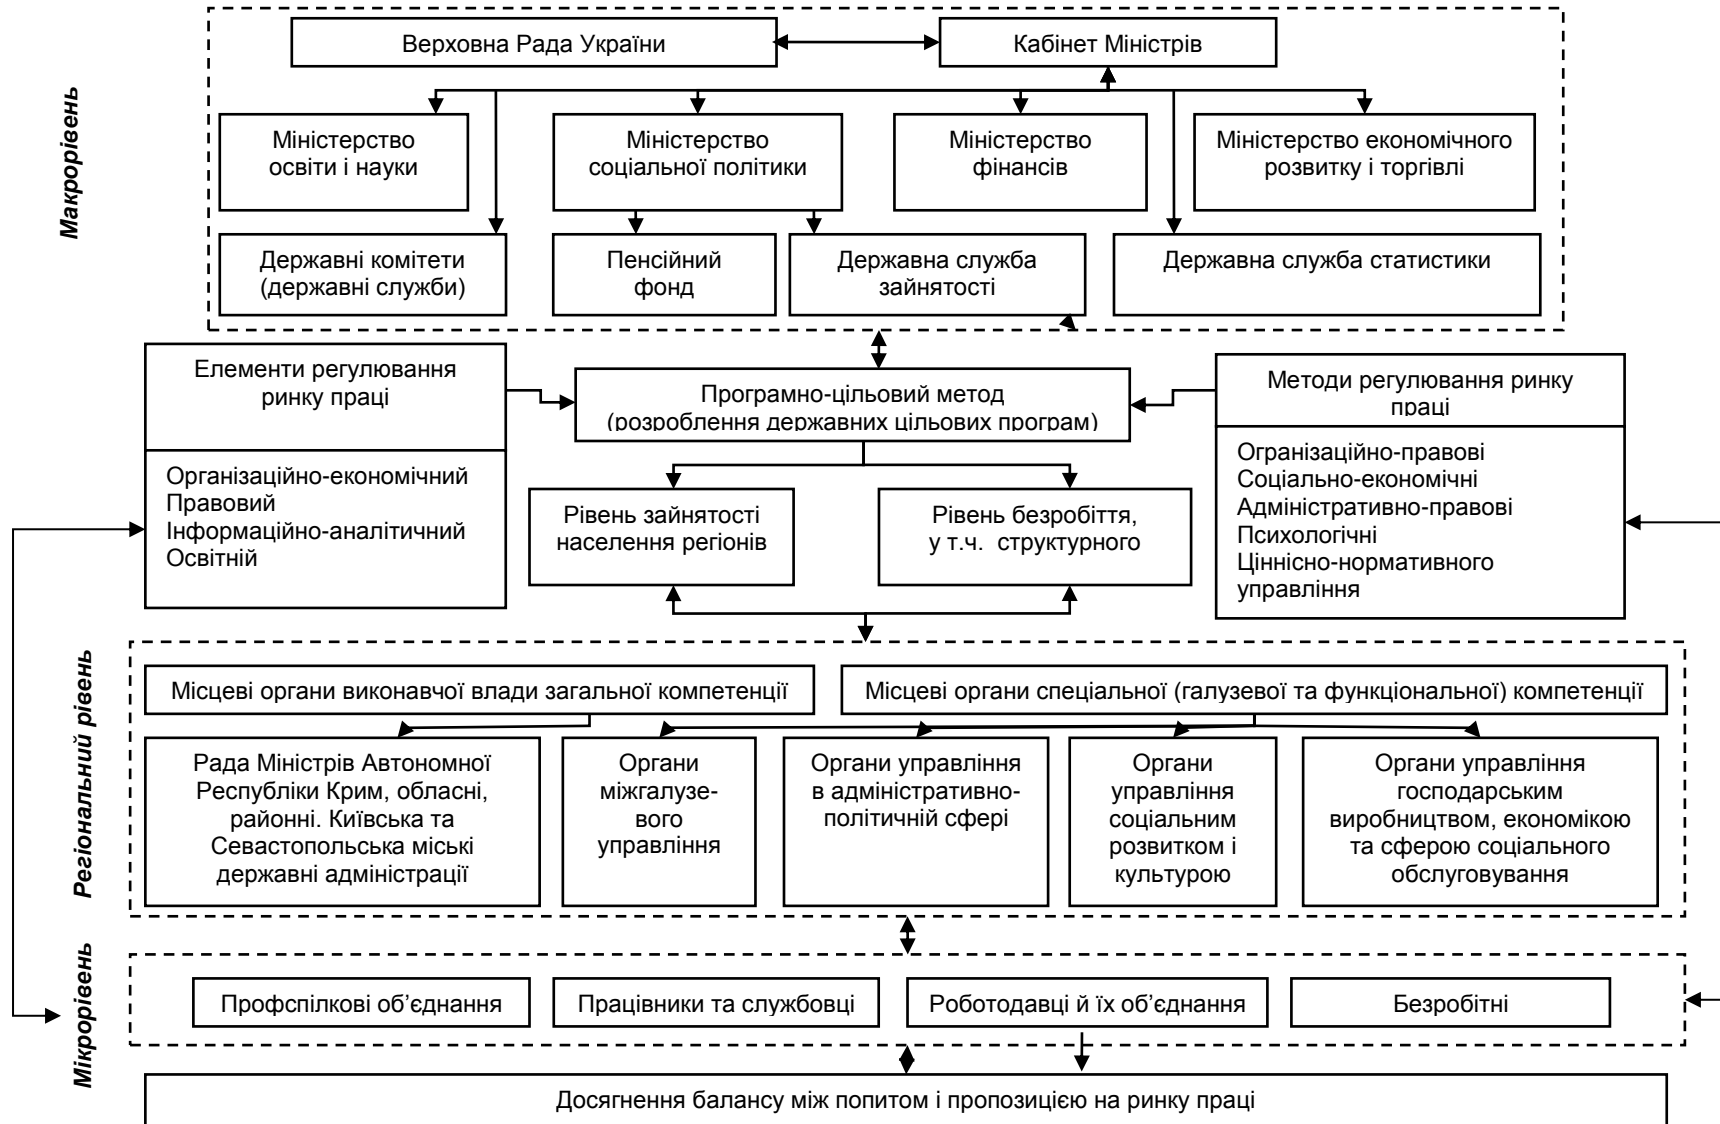 Макрорівень
Верховна Рада України
Кабінет Міністрів
Міністерство
освіти і науки
Міністерство
соціальної політики
Міністерство
фінансів
Міністерство економічного
розвитку і торгівлі
Державні комітети
(державні служби)
Пенсійний
фонд
Державна служба
зайнятості
Державна служба статистики
Елементи регулювання
ринку праці
Організаційно-економічний
Правовий
Інформаційно-аналітичний
Освітній
Програмно-цільовий метод
(розроблення державних цільових програм)
Методи регулювання ринку
праці
Огранізаційно-правові
Соціально-економічні
Адміністративно-правові
Психологічні
Ціннісно-нормативного
управління
Рівень зайнятості
населення регіонів
Рівень безробіття,
у т.ч. структурного
Регіональний рівень
Місцеві органи виконавчої влади загальної компетенції
Місцеві органи спеціальної (галузевої та функціональної) компетенції
Рада Міністрів Автономної
Республіки Крим, обласні,
районні. Київська та
Севастопольська міські
державні адміністрації
Органи
міжгалузе-
вого
управління
Органи управління
в адміністративно-
політичній сфері
Органи
управління
соціальним
розвитком і
культурою
Органи управління
господарським
виробництвом, економікою
та сферою соціального
обслуговування
Мікрорівень
Профспілкові об’єднання
Працівники та службовці
Роботодавці й їх об’єднання
Безробітні
Досягнення балансу між попитом і пропозицією на ринку праці